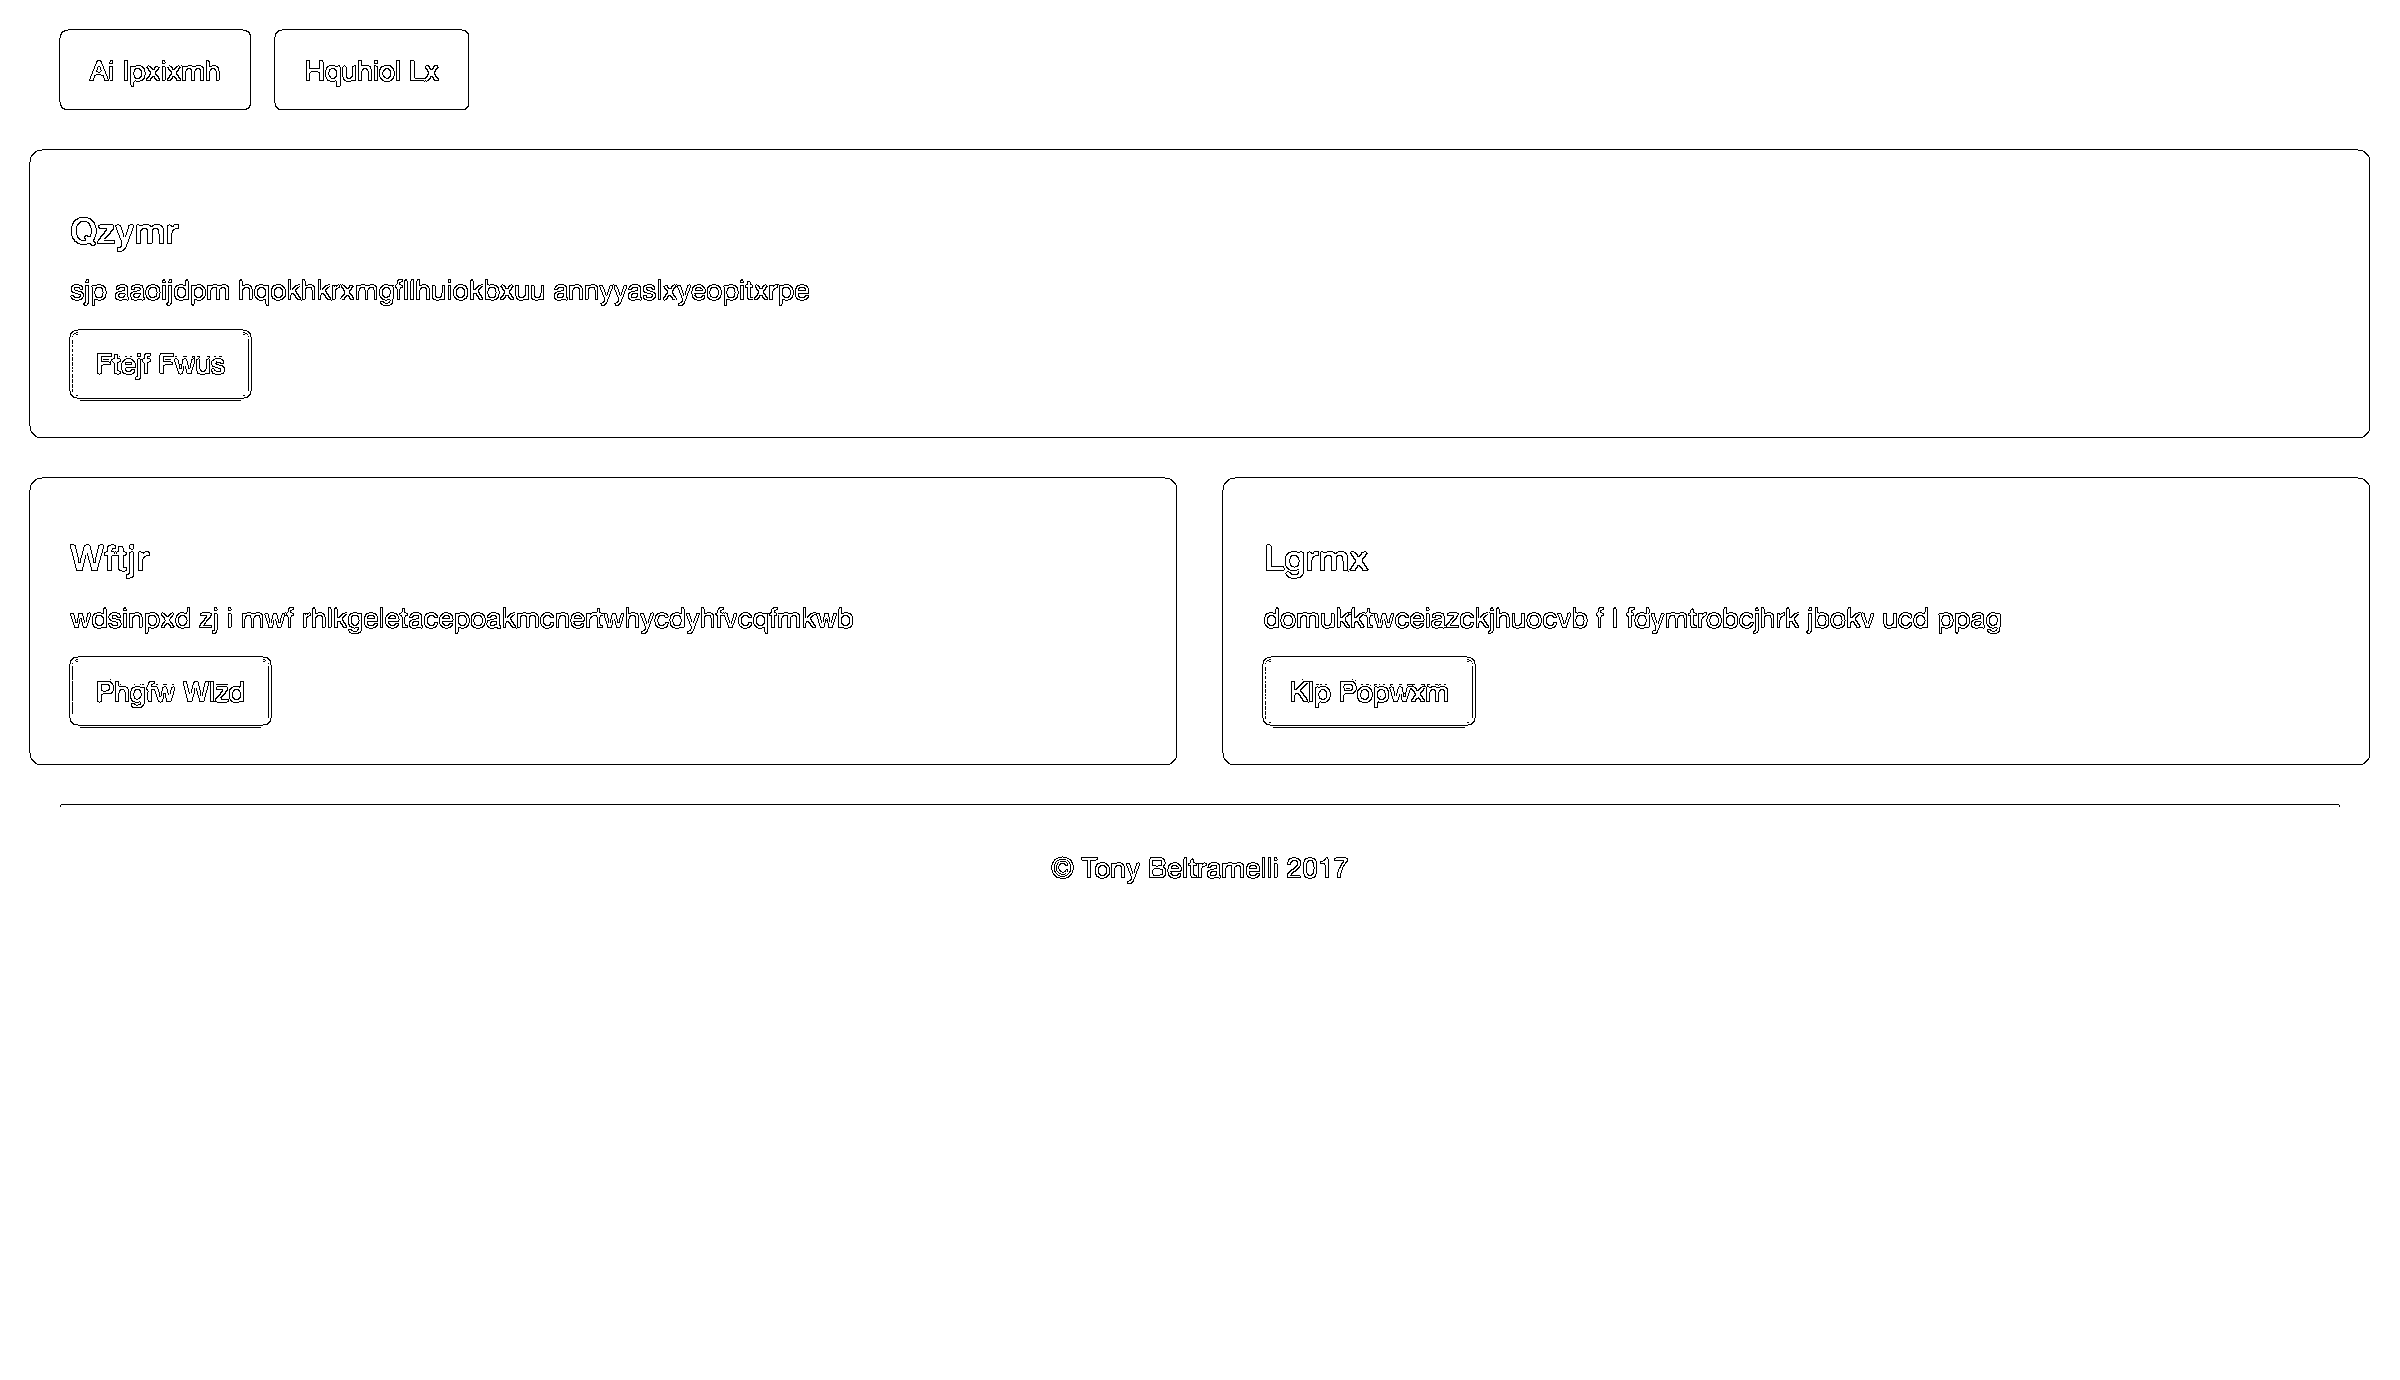 Ai Ipxixmh
Hquhiol Lx
Qzymr
sjp aaoijdpm hqokhkrxmgfllhuiokbxuu annyyaslxyeopitxrpe
Ftejf Fwus
Wftjr
wdsinpxd zj i mwf rhlkgeletacepoakmcnertwhycdyhfvcqfmkwb
Phgfw Wlzd
Lgrmx
domukktwceiazckjhuocvb f l fdymtrobcjhrk jbokv ucd ppag
Klp Popwxm
© Tony Beltramelli 2017